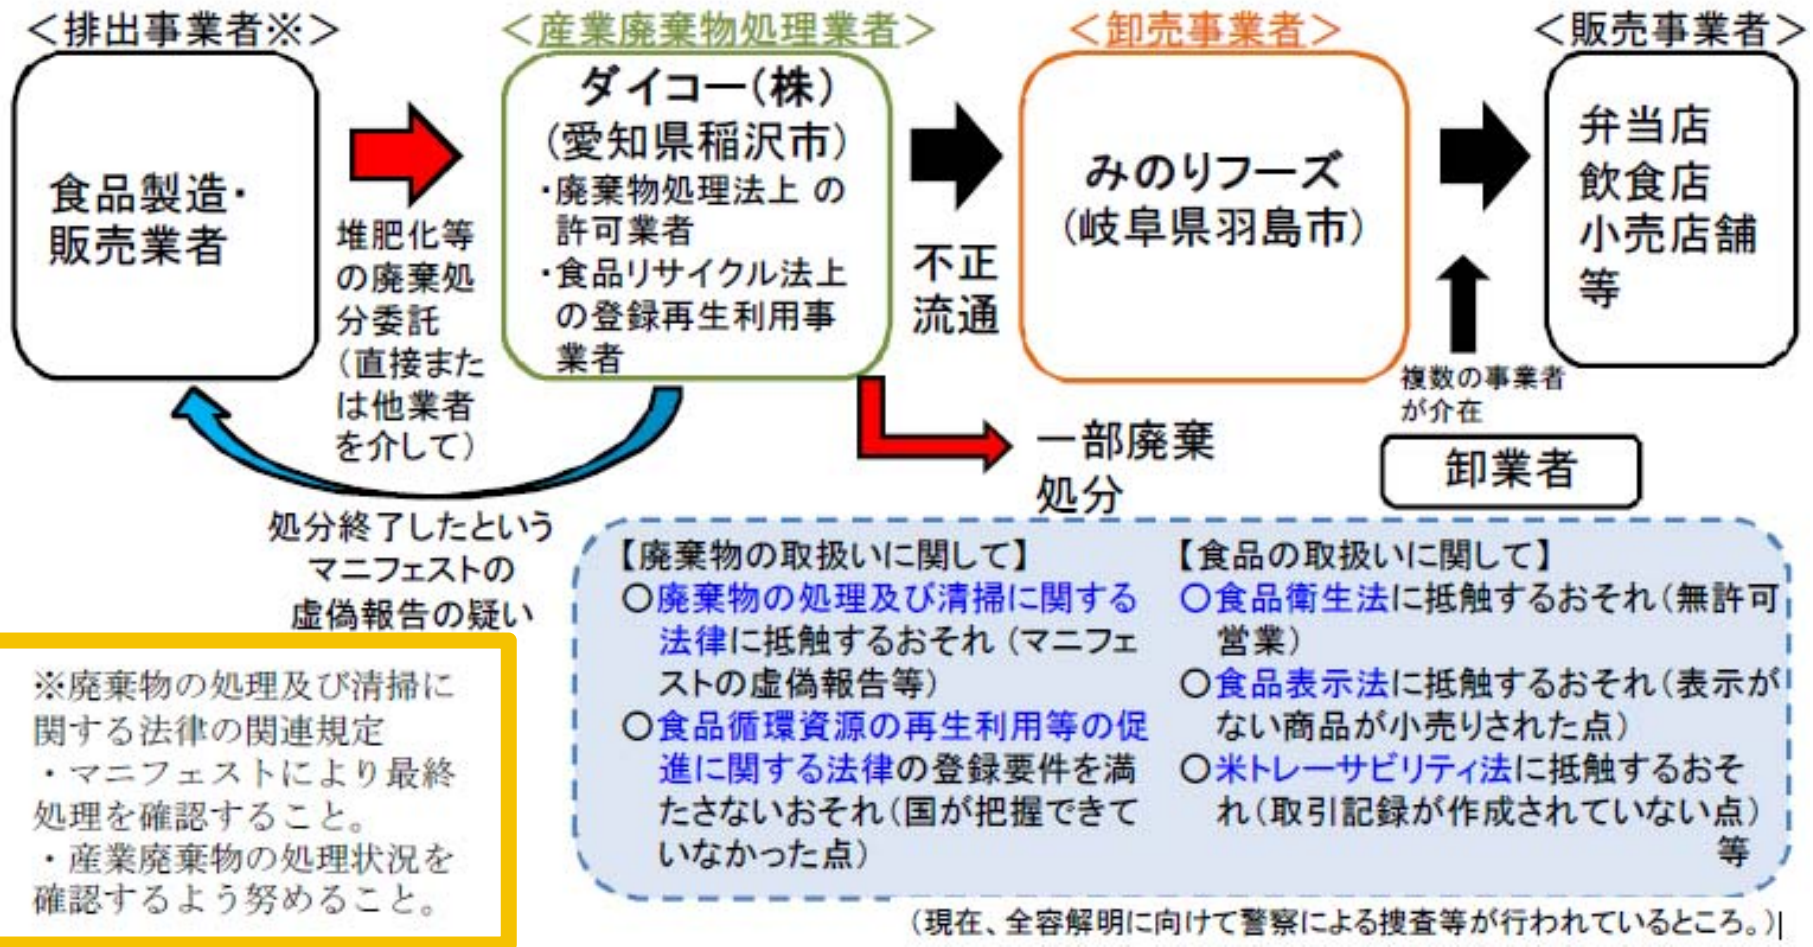 ＜排出事業者※＞
食品製造・
販売業者
堆肥化等
の廃棄処
分委託
（直接また
は他業者
を介して）
＜産業廃棄物処理業者＞
ダイコー（株）
（愛知県稲沢市）
・廃棄物処理法上 の
許可業者
・食品リサイクル法上
の登録再生利用事
業者
不正
流通
＜卸売事業者＞
みのりフーズ
（岐阜県羽島市）
＜販売事業者＞
弁当店
飲食店
小売店舗
等
複数の事業者
が介在
卸業者
一部廃棄
処分
処分終了したという
マニフェストの
虚偽報告の疑い
※廃棄物の処理及び清掃に
関する法律の関連規定
・マニフェストにより最終
処理を確認すること。
・産業廃棄物の処理状況を
確認するよう努めること。
【廃棄物の取扱いに関して】
○廃棄物の処理及び清掃に関する
法律に抵触するおそれ（マニフェ
ストの虚偽報告等）
○食品循環資源の再生利用等の促
進に関する法律の登録要件を満
たさないおそれ（国が把握できて
いなかった点）
【食品の取扱いに関して】
○食品衛生法に抵触するおそれ（無許可
営業）
○食品表示法に抵触するおそれ（表示が
ない商品が小売りされた点）
○米トレーサビリティ法に抵触するおそ
れ（取引記録が作成されていない点）
等
（現在、全容解明に向けて警察による捜査等が行われているところ。）